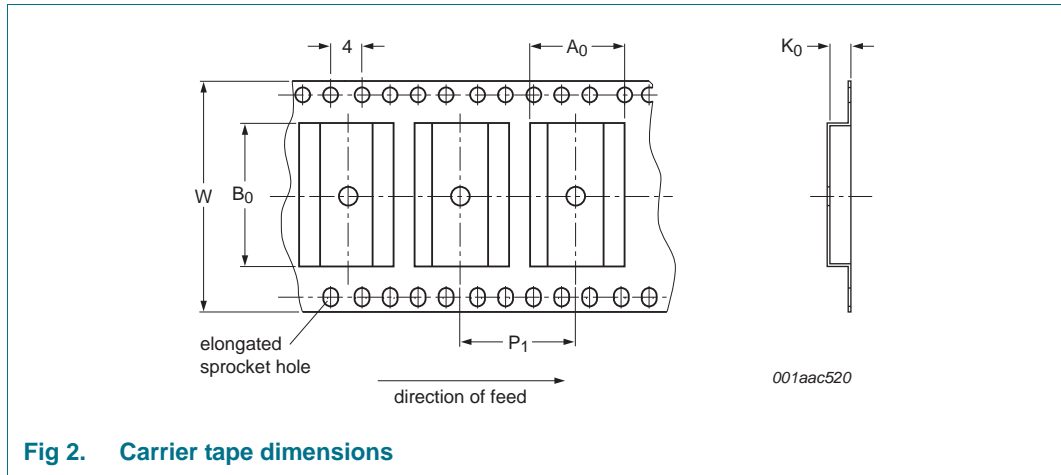 4
A0
K0
W
B0
P1
elongated
sprocket hole
direction of feed
001aac520
Fig 2. Carrier tape dimensions